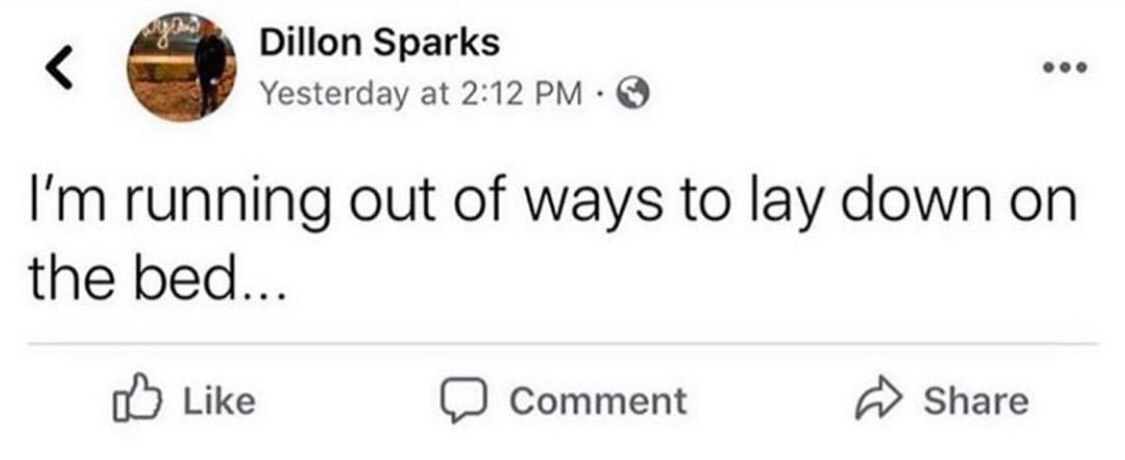 Dillon Sparks
Yesterday at 2:12 PM ·
I'm running out of ways to lay down on
the bed...
Like
Comment
Share